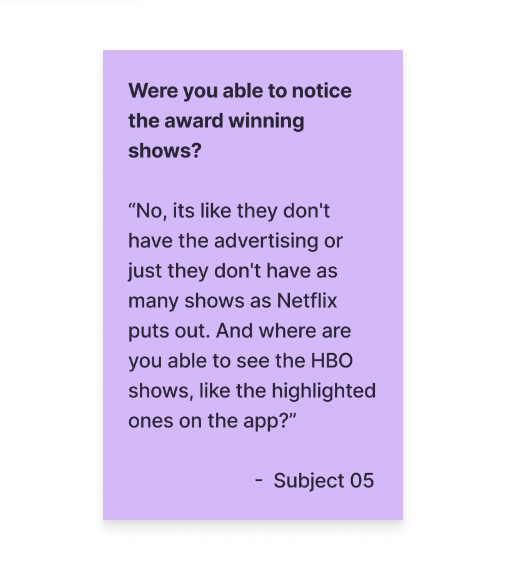 Were you able to notice
the award winning
shows?
“No, its like they don't
have the advertising or
just they don't have as
many shows as Netflix
puts out. And where are
you able to see the HBO
shows, like the highlighted
ones on the app?”
- Subject 05